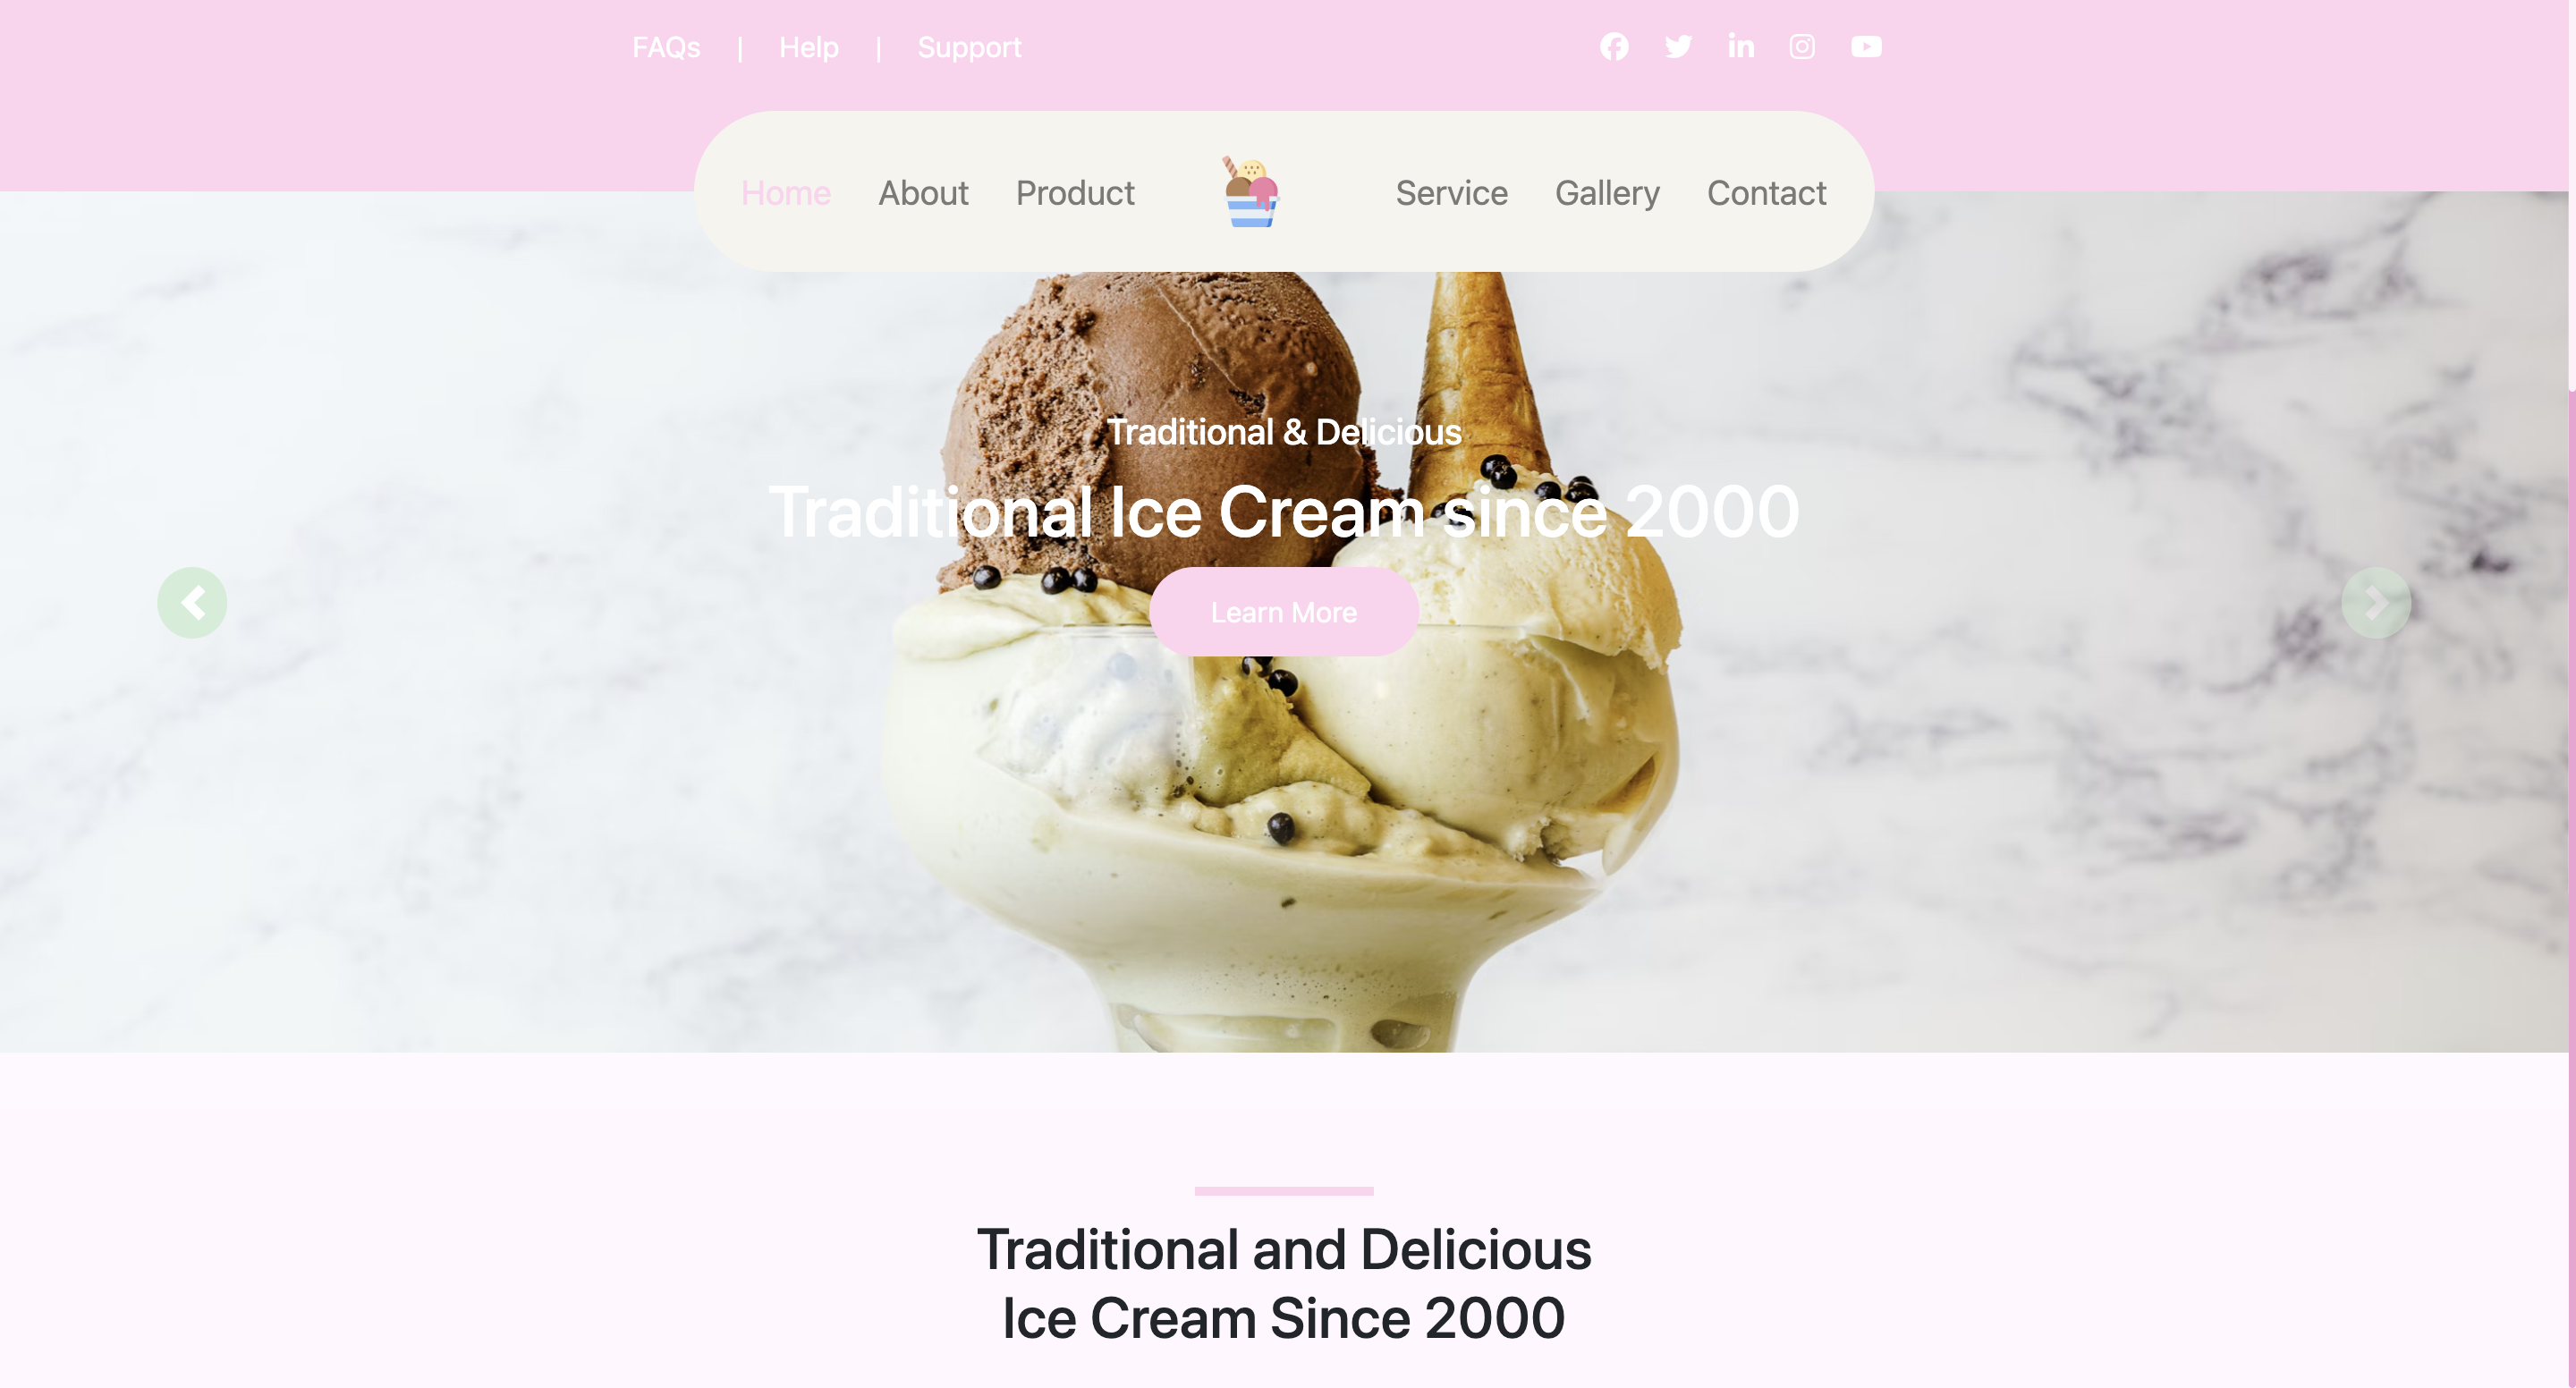 FAQs | Help | Support
Home About Product Service Gallery Contact
Traditional & Delicious
Traditional Ice Cream since 2000
Learn More
Traditional and Delicious
Ice Cream Since 2000